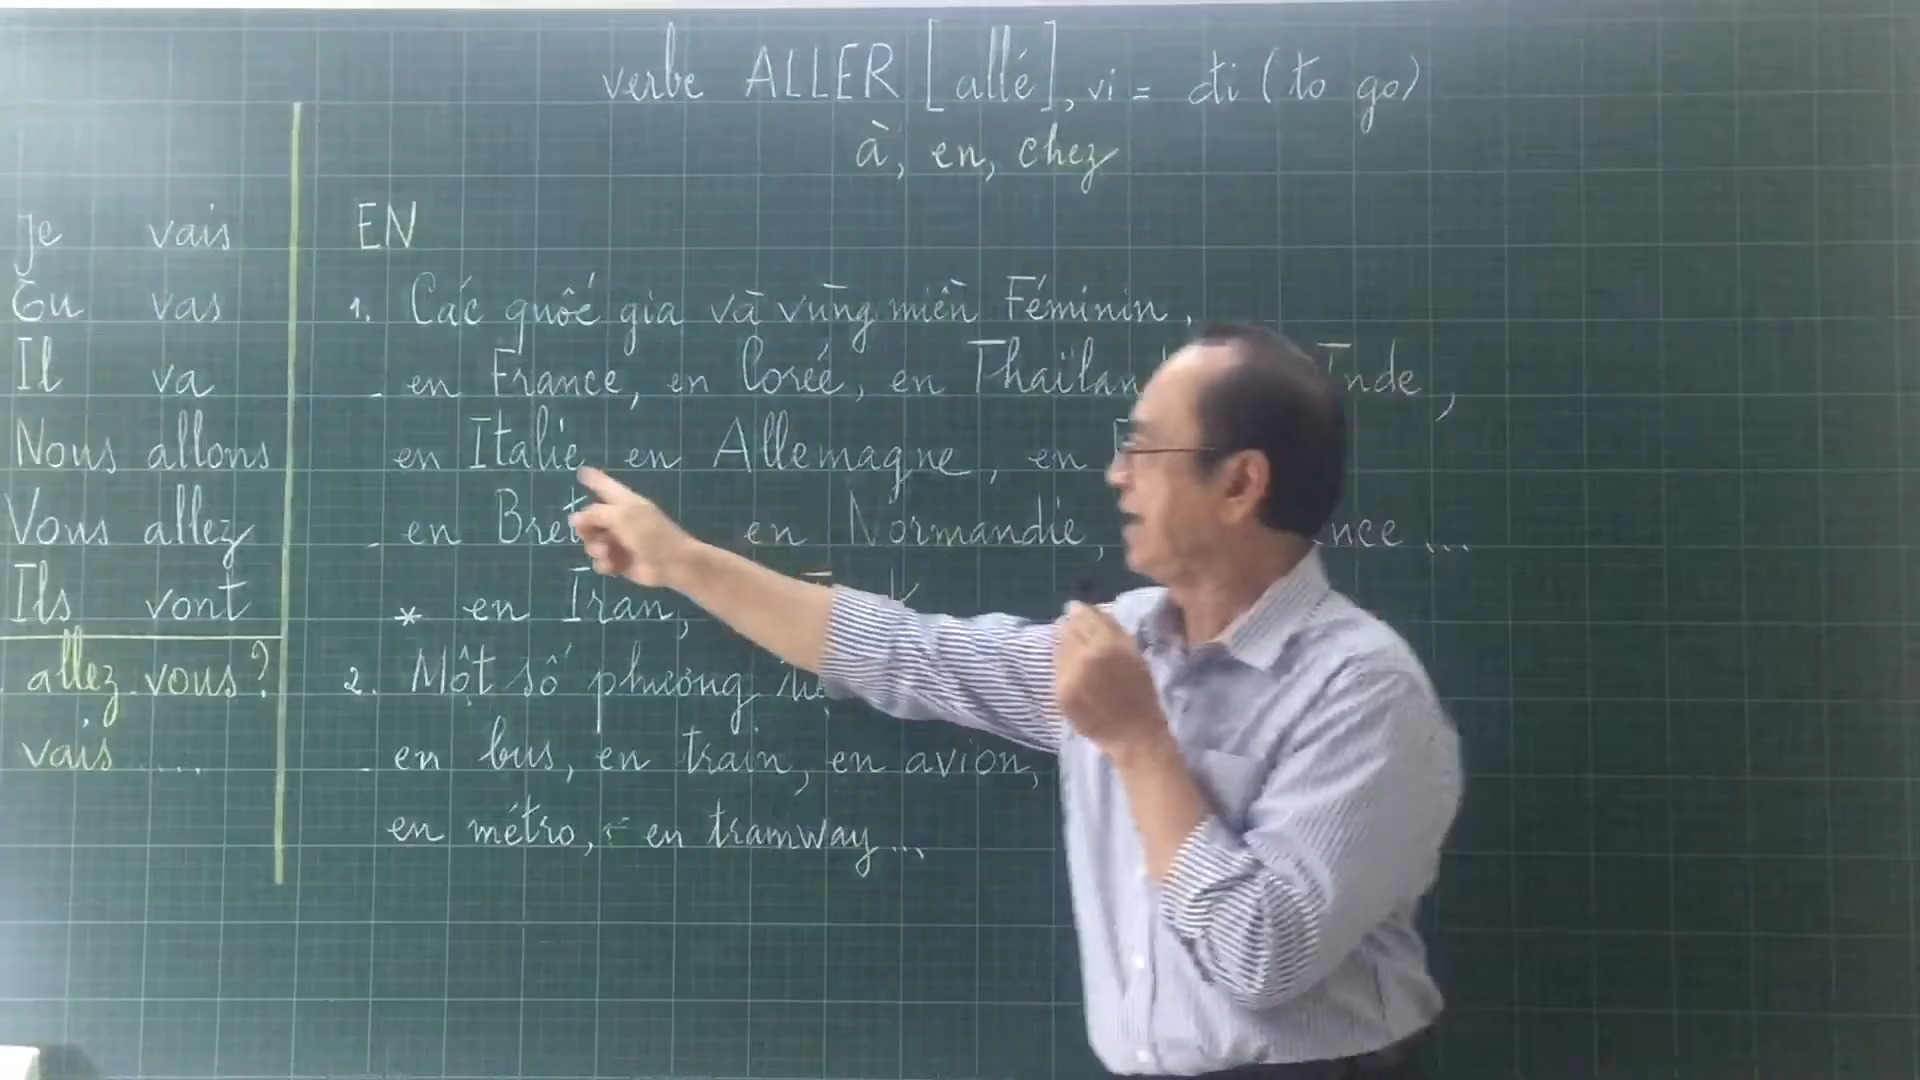 verbe ALLER [allé], vi = đi (to go)
à, en, chez
Je vais
Tu vas
Il va
Nous allons
Vous allez
Ils vont
allez-vous?
vais ...
EN
1. Các quốc gia và vùng miền Féminin.
- en France, en Corée, en Inde,
en Italie en Allemagne, en
- en en Normandie, ...
* en Iran,
2. Một số phương
- en bus, en train, en avion,
en métro, en tramway...